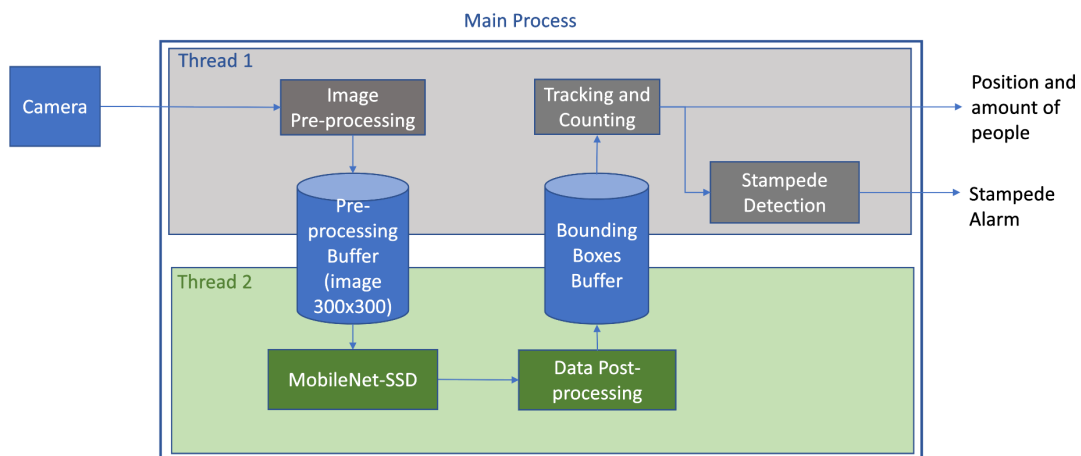 Main Process
Thread 1
Camera
Image
Pre-processing
Tracking and
Counting
Position and
amount of
people
Stampede
Detection
Stampede
Alarm
Pre-
processing
Buffer
(image
300x300)
Bounding
Boxes
Buffer
Thread 2
MobileNet-SSD
Data Post-
processing